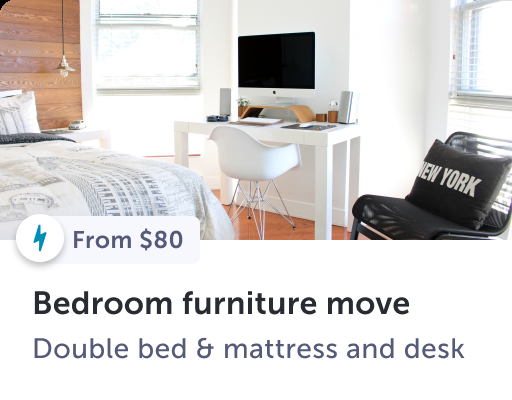 NEW YORK
From $80
Bedroom furniture move
Double bed & mattress and desk